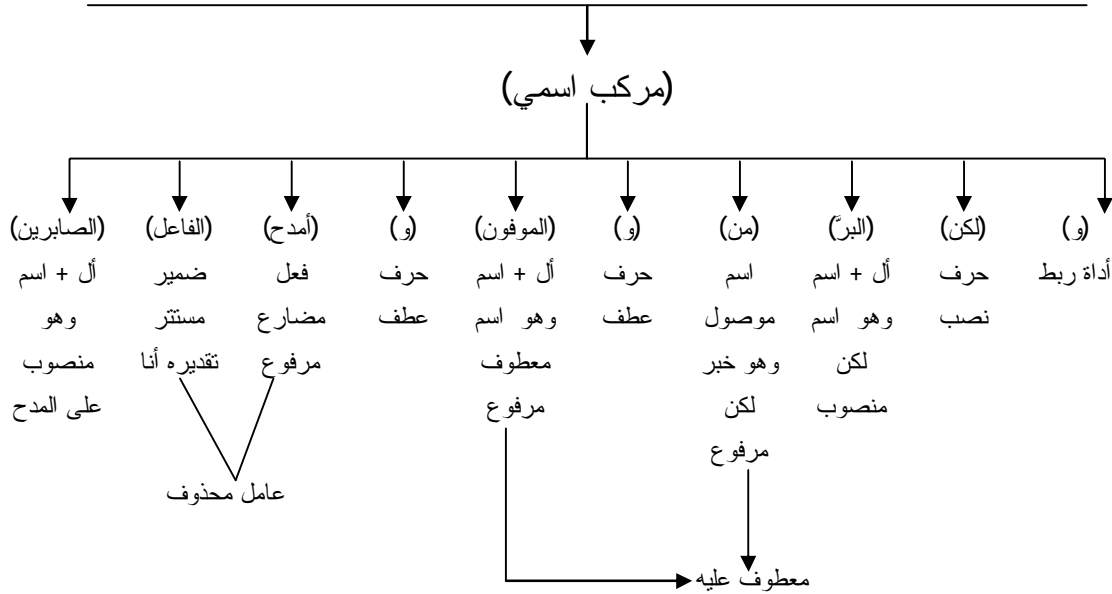 (مركب اسمي)
(و) (لكن) (البرَّ) (من) (و) (الموفون) (و) (أمدح) (الفاعل) (الصابرين)
أداة ربط حرف أل + اسم اسم حرف أل + اسم حرف فعل ضمير أل + اسم
نصب وهو اسم موصول عطف وهو اسم عطف مضارع مستتر وهو
لكن وهو خبر معطوف مرفوع تقديره أنا منصوب
منصوب لكن مرفوع على المدح
مرفوع
عامل محذوف
معطوف عليه